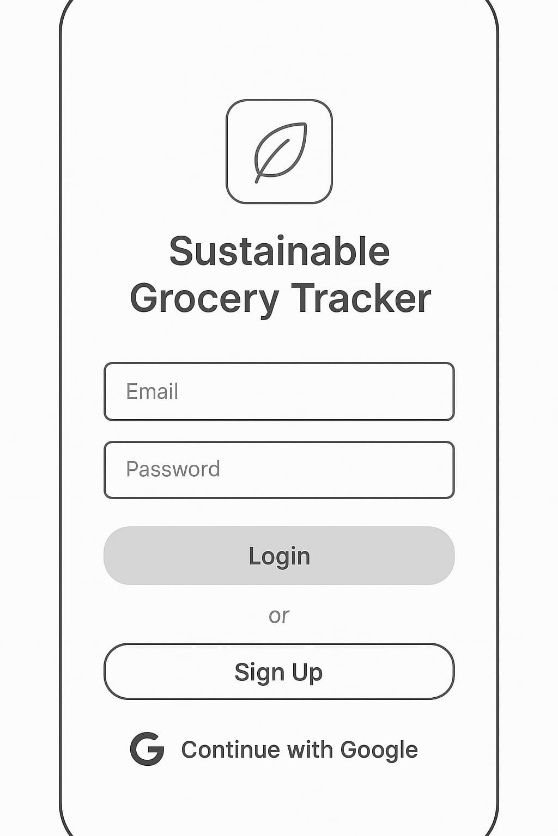 Sustainable
Grocery Tracker
Email
Password
Login
or
Sign Up
Continue with Google